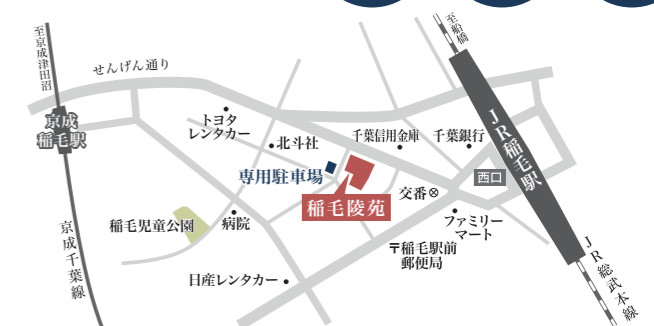 至船橋
至京成津田沼
せんげん通り
JR稲毛駅
京成
稲毛駅
トヨタ
レンタカー
北斗社
千葉信用金庫
千葉銀行
専用駐車場
西口
交番
稲毛陵苑
稲毛児童公園
病院
ファミリー
マート
〒稲毛駅前
郵便局
京成千葉線
日産レンタカー
JR総武本線